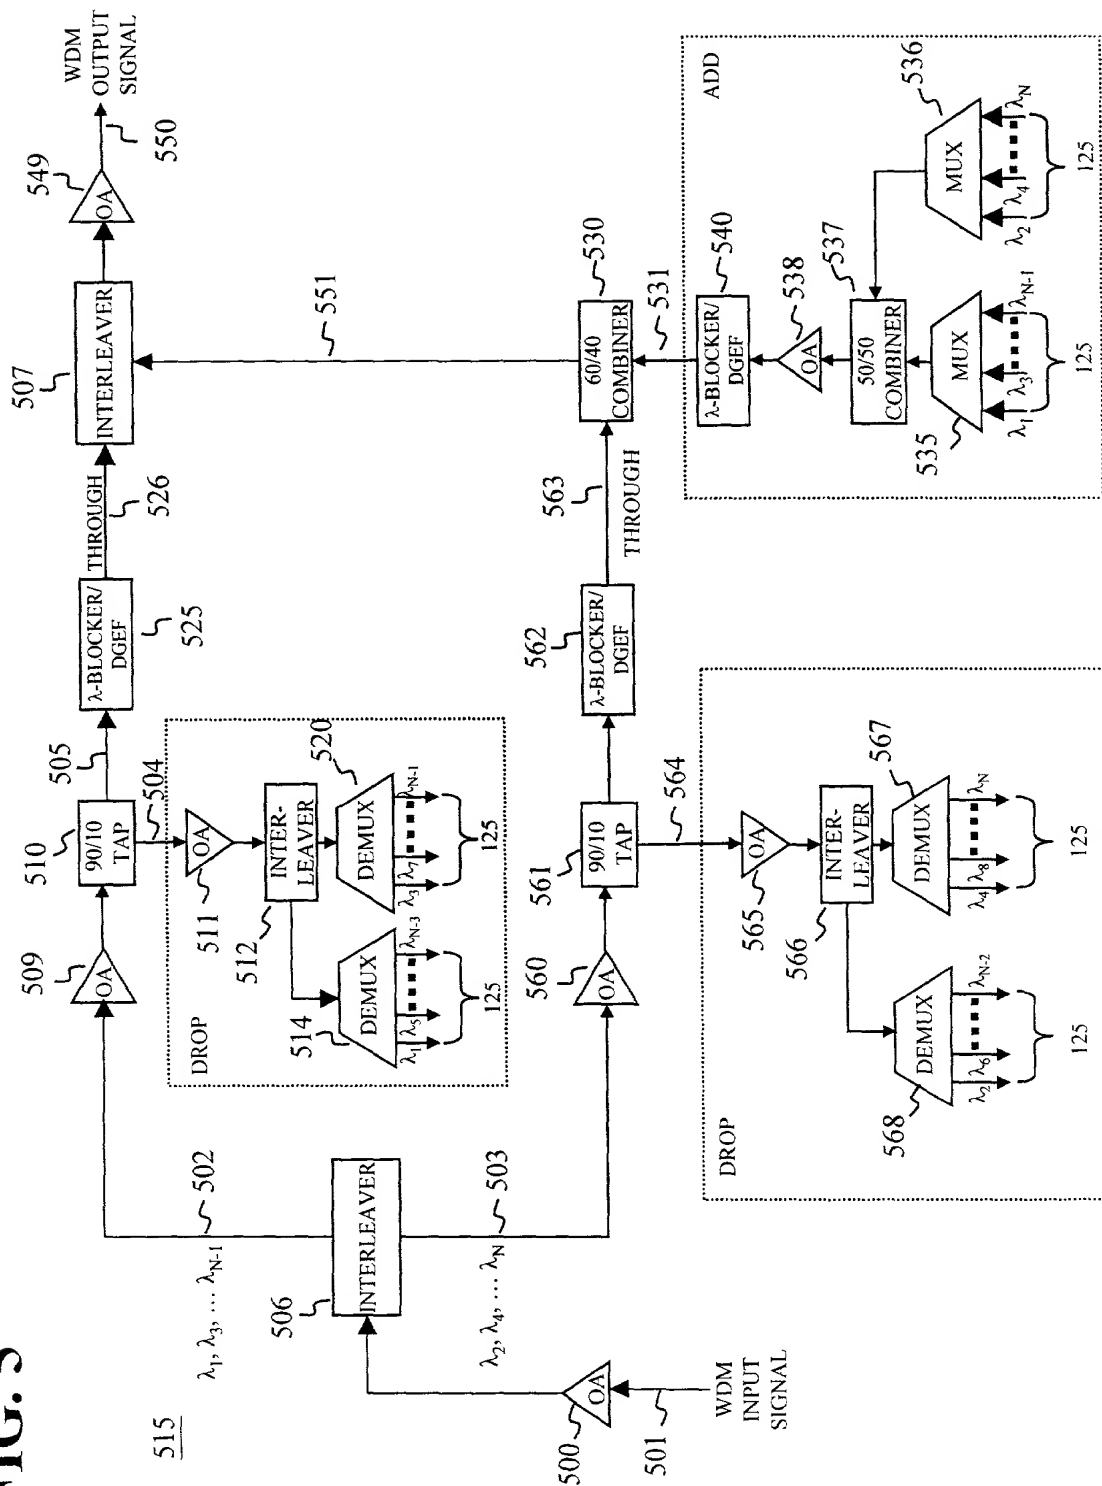 FIG. 5
515
WDM
OUTPUT
SIGNAL
550
549
OA
507
INTERLEAVER
551
THROUGH
526
λ-BLOCKER/
DGEF
525
505
510
90/10
TAP
504
509
OA
DROP
511
OA
512
INTER-
LEAVER
520
DEMUX
λ3 λ7 λN-1
125
514
DEMUX
λ1 λ5 λN-3
125
502
λ1, λ3, ... λN-1
506
INTERLEAVER
503
λ2, λ4, ... λN
500
OA
501
WDM
INPUT
SIGNAL
560
OA
561
90/10
TAP
564
562
λ-BLOCKER/
DGEF
563
THROUGH
530
60/40
COMBINER
531
DROP
565
OA
566
INTER-
LEAVER
567
DEMUX
λ4 λ8 λN
125
568
DEMUX
λ2 λ6 λN-2
125
ADD
540
λ-BLOCKER/
DGEF
538
OA
537
50/50
COMBINER
535
MUX
λ1 λ3 λN-1
125
536
MUX
λ2 λ4 λN
125